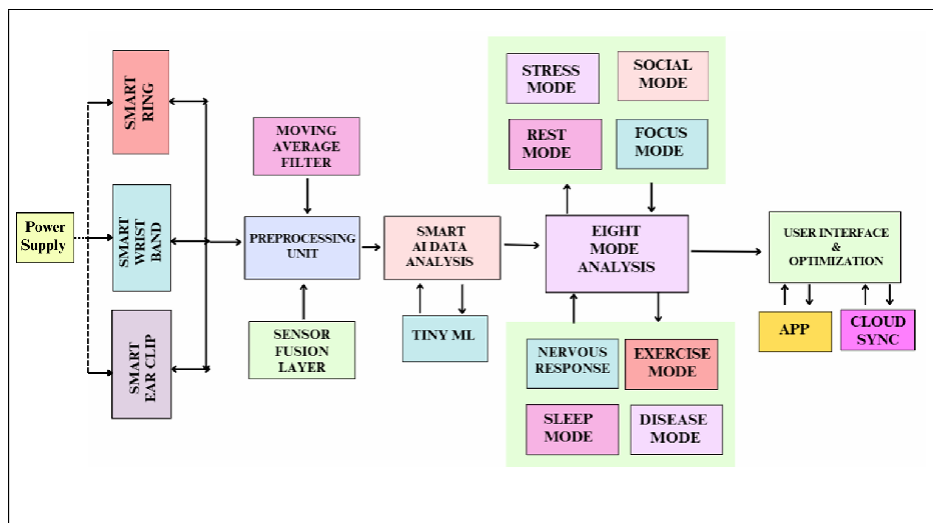 SMART
RING
SMART
WRIST
BAND
SMART
EAR CLIP
Power
Supply
MOVING
AVERAGE
FILTER
PREPROCESSING
UNIT
SENSOR
FUSION
LAYER
SMART
AI DATA
ANALYSIS
TINY ML
STRESS
MODE
SOCIAL
MODE
REST
MODE
FOCUS
MODE
EIGHT
MODE
ANALYSIS
NERVOUS
RESPONSE
EXERCISE
MODE
SLEEP
MODE
DISEASE
MODE
USER INTERFACE
&
OPTIMIZATION
APP
CLOUD
SYNC